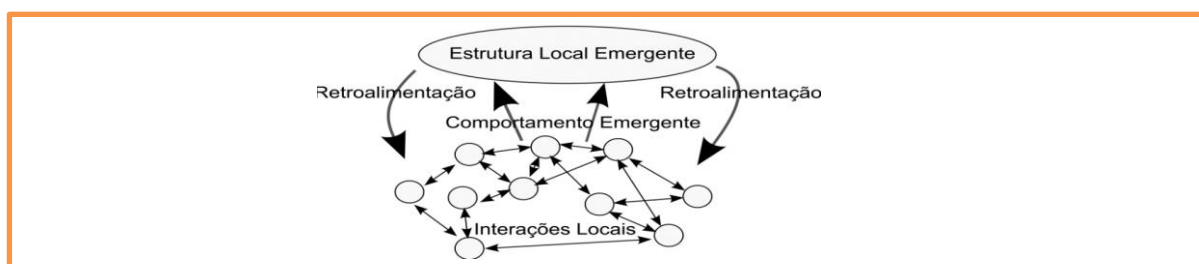 Estrutura Local Emergente
Retroalimentação
Retroalimentação
Comportamento Emergente
Interações Locais